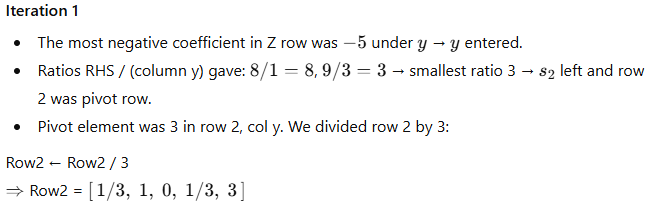 Iteration 1
• The most negative coefficient in Z row was −5 under y → y entered.
• Ratios RHS / (column y) gave: 8/1 = 8, 9/3 = 3 → smallest ratio 3 → s₂ left and row
2 was pivot row.
• Pivot element was 3 in row 2, col y. We divided row 2 by 3:
Row2 ← Row2 / 3
⇒ Row2 = [1/3, 1, 0, 1/3, 3]